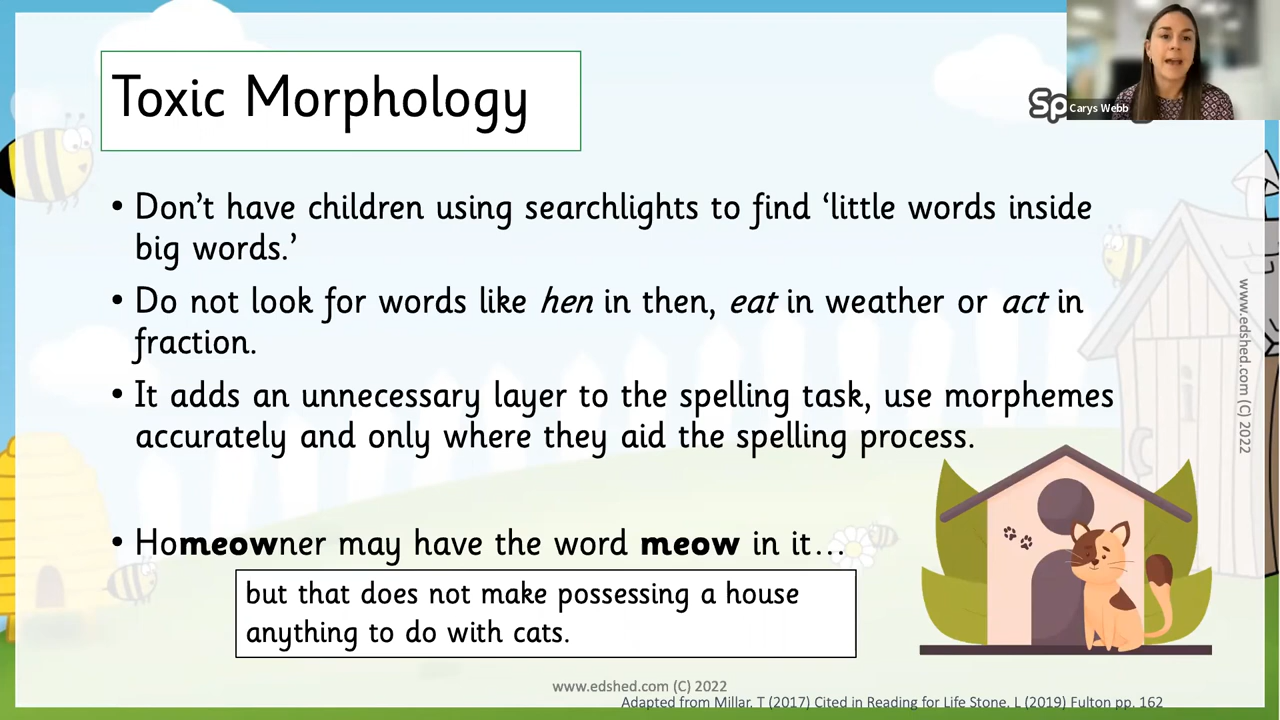 Toxic Morphology
Sp
Carys Webb
• Don't have children using searchlights to find 'little words inside
big words.'
• Do not look for words like hen in then, eat in weather or act in
fraction.
• It adds an unnecessary layer to the spelling task, use morphemes
accurately and only where they aid the spelling process.
• Homeowner may have the word meow in it...
but that does not make possessing a house
anything to do with cats.
www.edshed.com (C) 2022
www.edshed.com (C) 2022
Adapted from Millar, T (2017) Cited in Reading for Life Stone, L (2019) Fulton pp. 162